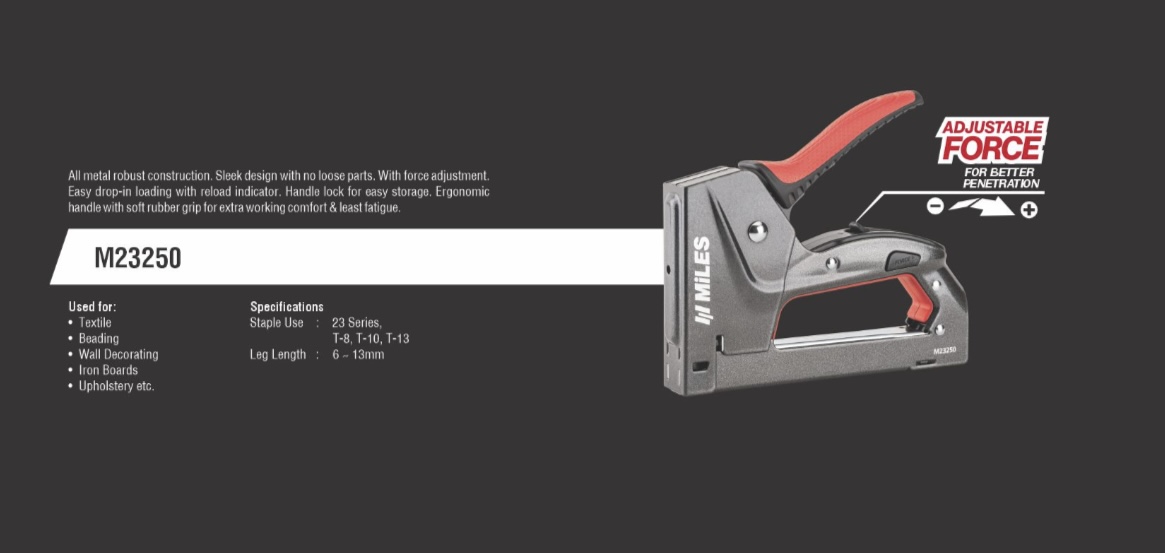 All metal robust construction. Sleek design with no loose parts. With force adjustment.
Easy drop-in loading with reload indicator. Handle lock for easy storage. Ergonomic
handle with soft rubber grip for extra working comfort & least fatigue.
ADJUSTABLE
FORCE
FOR BETTER
PENETRATION
M23250
MiLES
Used for:
• Textile
• Beading
• Wall Decorating
• Iron Boards
• Upholstery etc.
Specifications
Staple Use : 23 Series,
T-8, T-10, T-13
Leg Length : 6 ~ 13mm
M23250